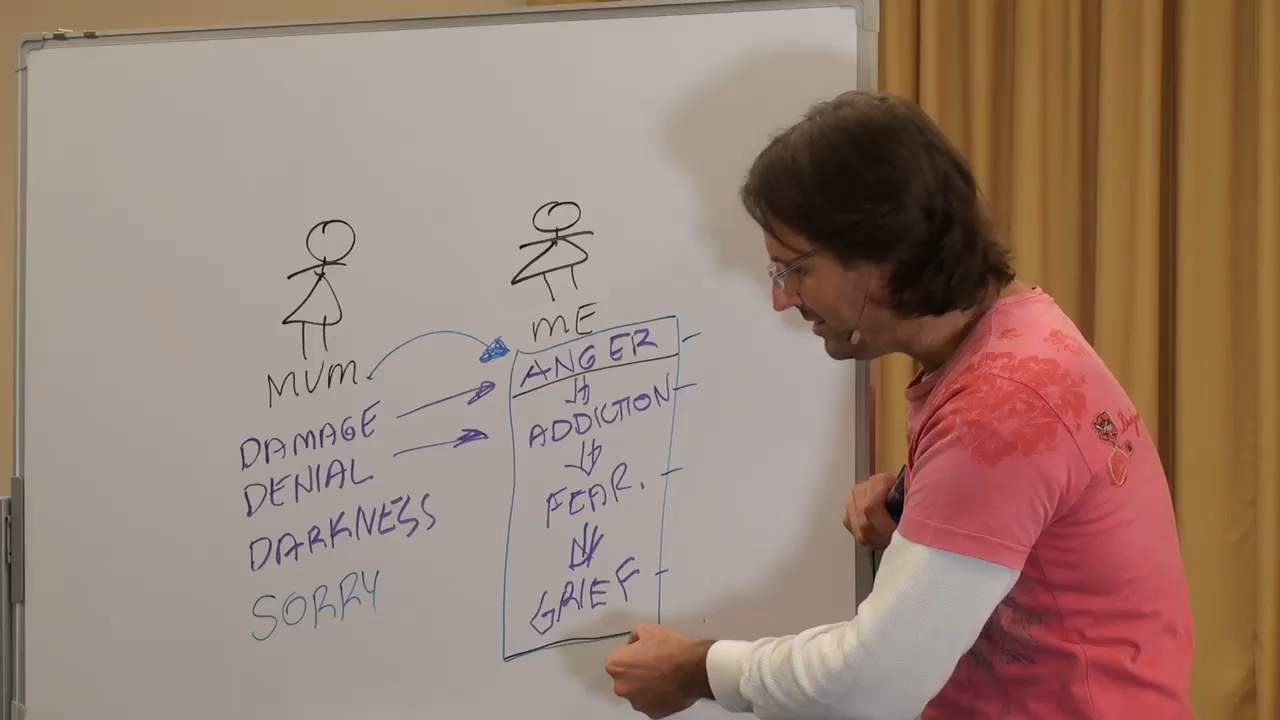 MUM
DAMAGE
DENIAL
DARKNESS
SORRY
ME
ANGER
ADDICTION
FEAR.
GRIEF